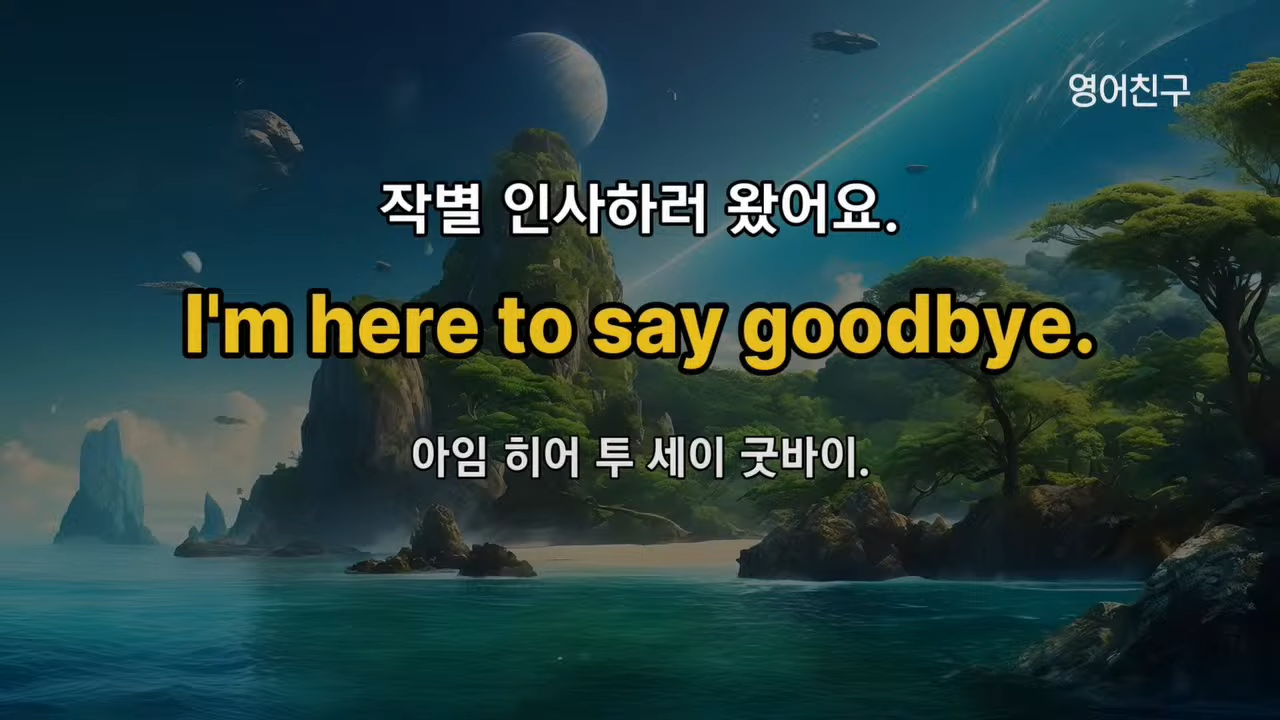 영어친구
작별 인사하러 왔어요.
I'm here to say goodbye.
아임 히어 투 세이 굿바이.